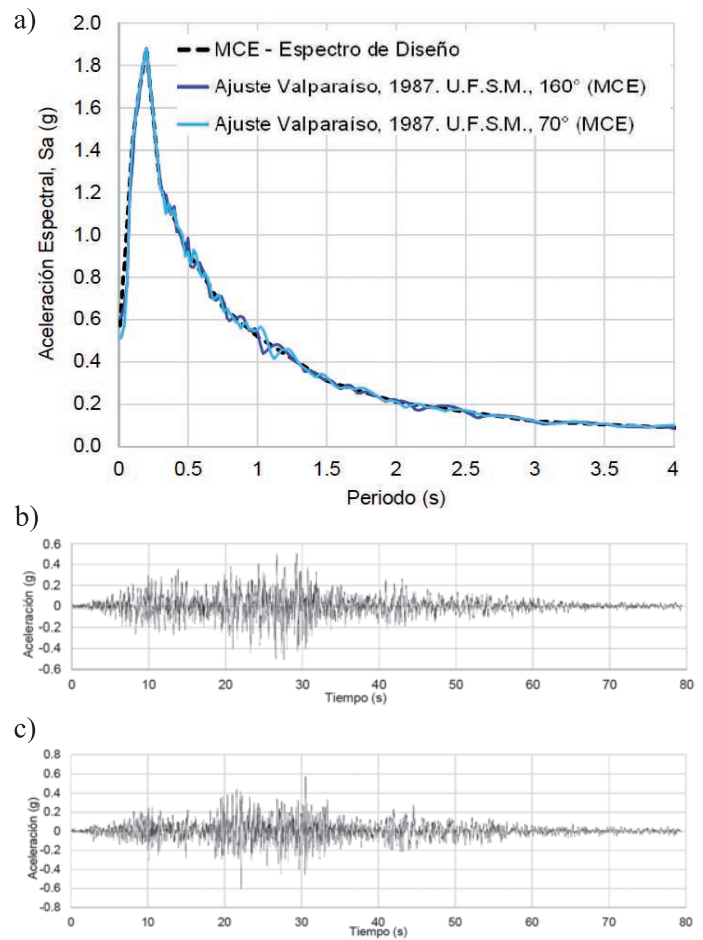 a)
Aceleración Espectral, Sa (g)
2.0
1.8
1.6
1.4
1.2
1.0
0.8
0.6
0.4
0.2
0.0
MCE - Espectro de Diseño
Ajuste Valparaíso, 1987. U.F.S.M., 160° (MCE)
Ajuste Valparaíso, 1987. U.F.S.M., 70° (MCE)
0 0.5 1 1.5 2 2.5 3 3.5 4
Periodo (s)
b)
Aceleración (g)
0.6
0.4
0.2
0
-0.2
-0.4
-0.6
0 10 20 30 40 50 60 70 80
Tiempo (s)
c)
Aceleración (g)
0.8
0.6
0.4
0.2
0
-0.2
-0.4
-0.6
-0.8
0 10 20 30 40 50 60 70 80
Tiempo (s)